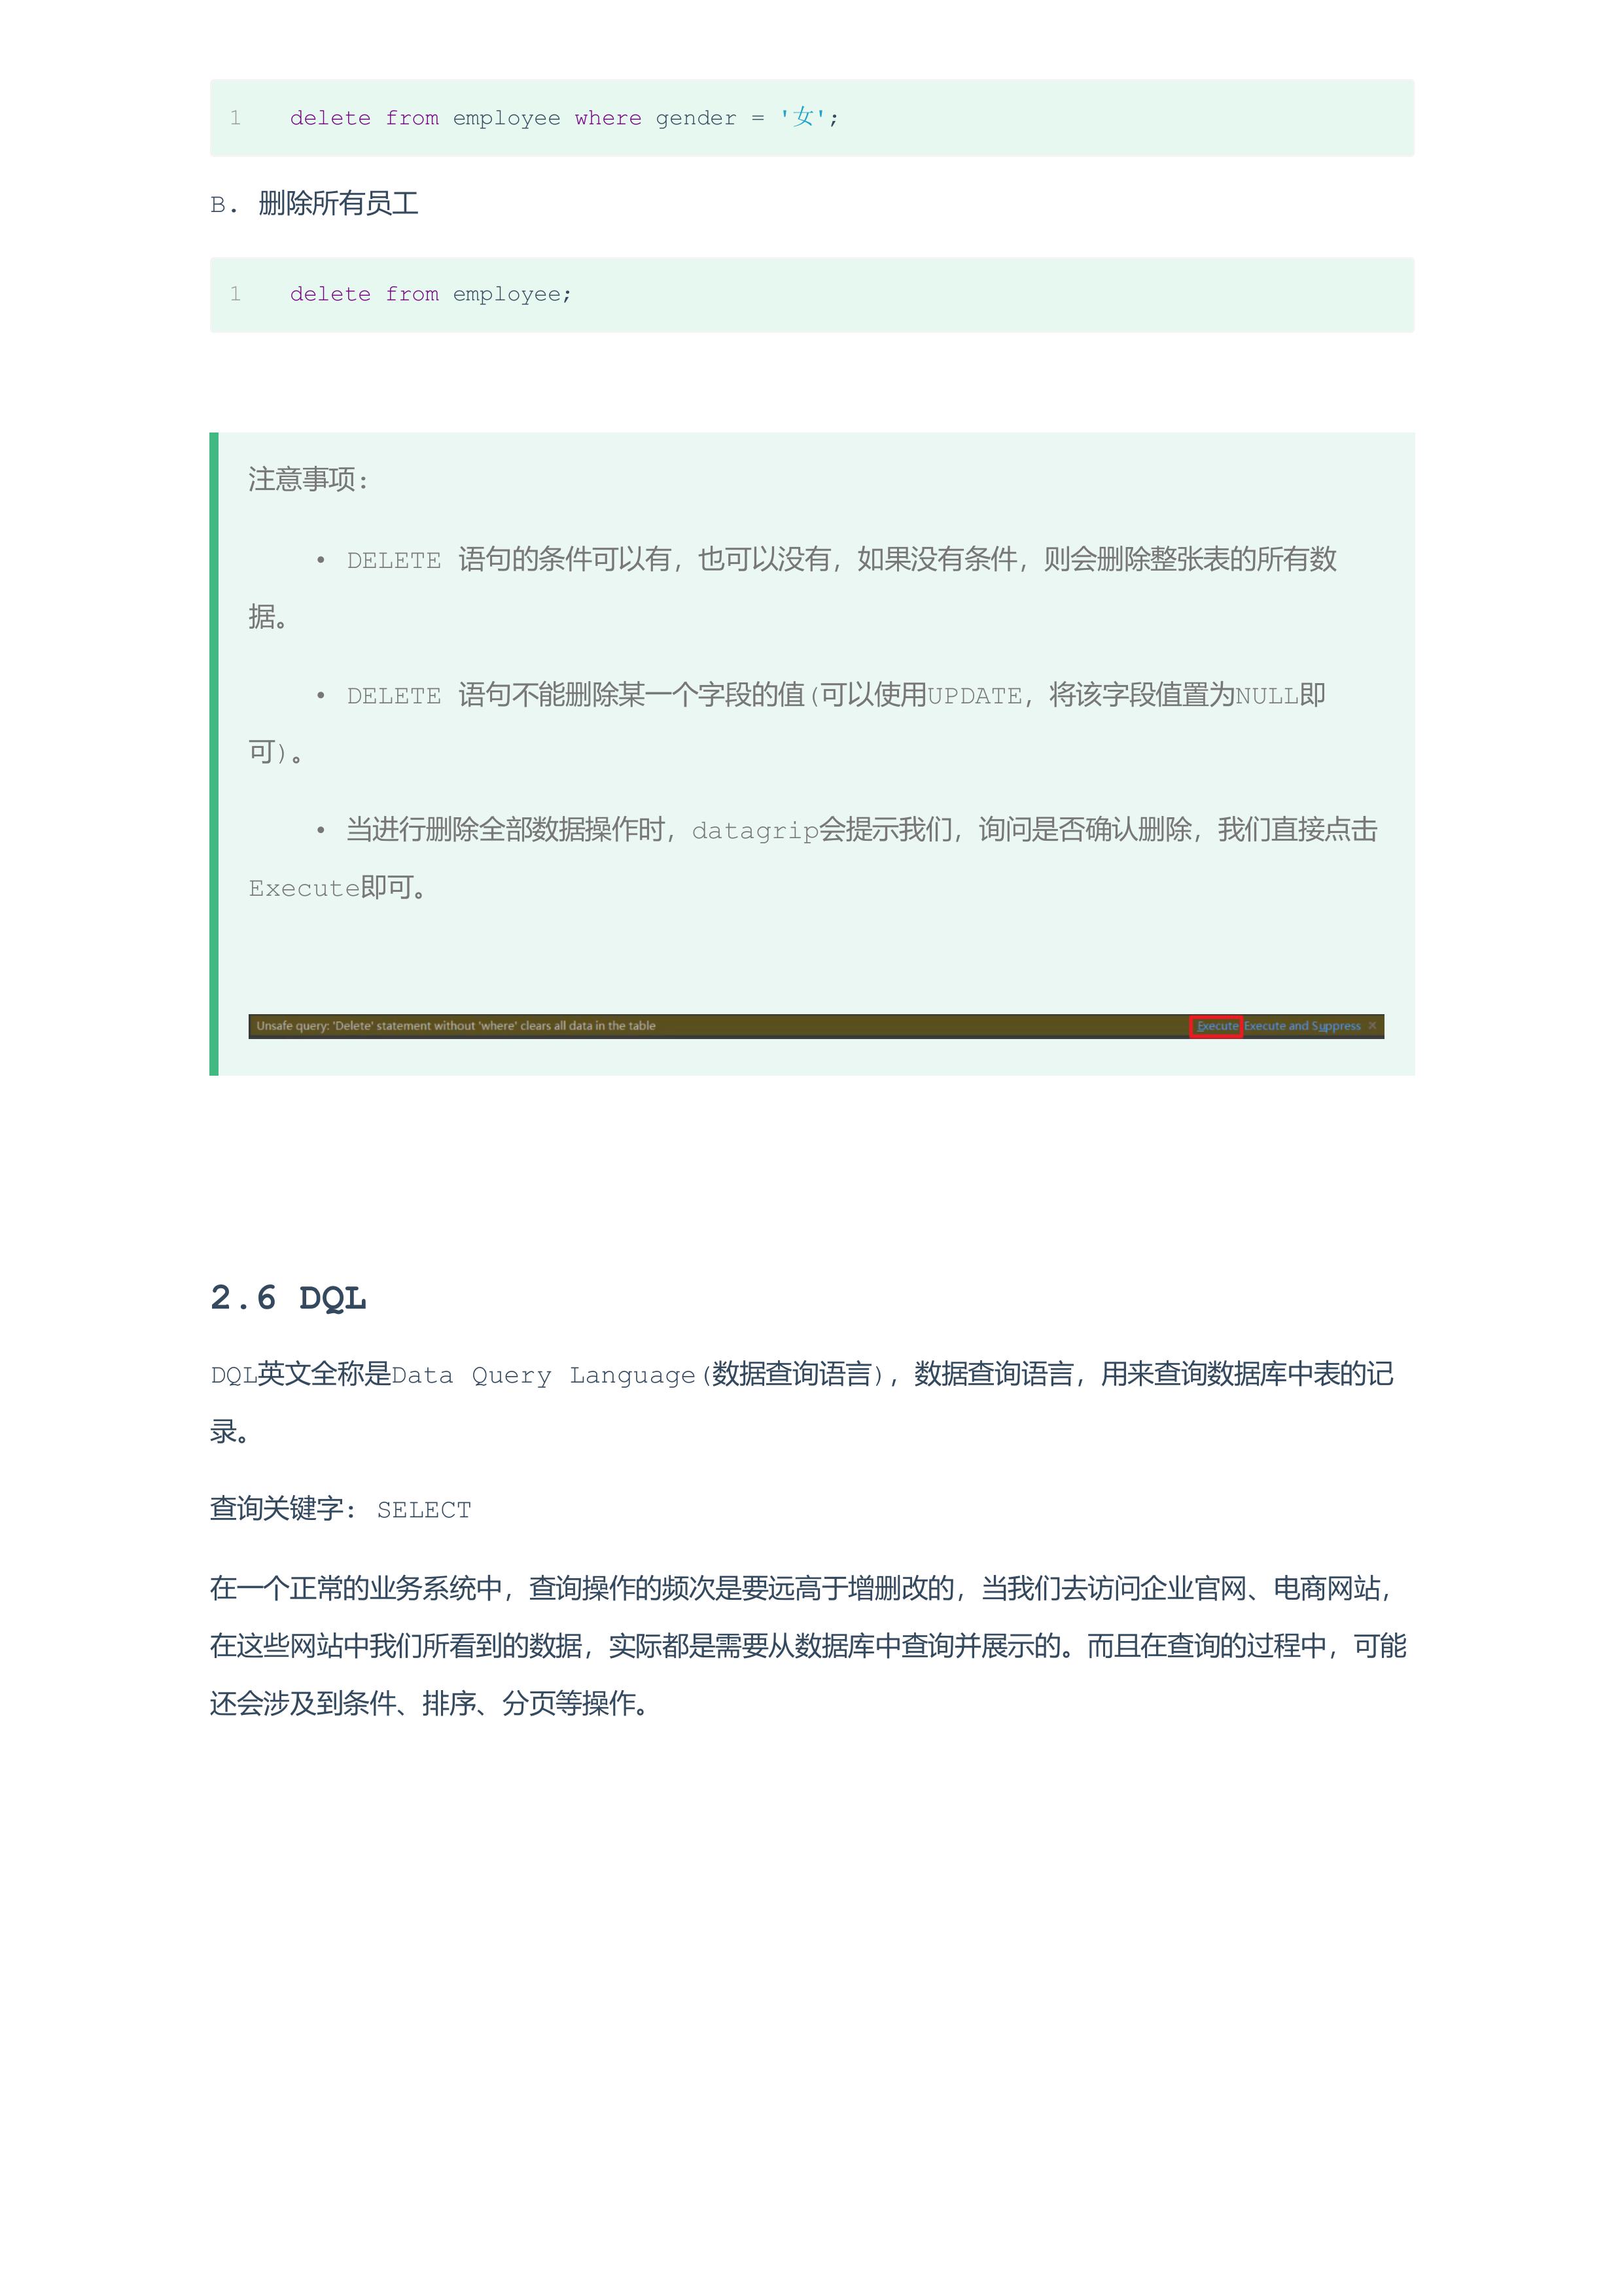 1 delete from employee where gender = '女';
B. 删除所有员工
1 delete from employee;
注意事项:
• DELETE 语句的条件可以有，也可以没有，如果没有条件，则会删除整张表的所有数
据。
• DELETE 语句不能删除某一个字段的值(可以使用UPDATE，将该字段值置为NULL即
可)。
• 当进行删除全部数据操作时，datagrip会提示我们，询问是否确认删除，我们直接点击
Execute即可。
Unsafe query: 'Delete' statement without 'where' clears all data in the table Execute Execute and Suppress ×
2.6 DQL
DQL英文全称是Data Query Language(数据查询语言)，数据查询语言，用来查询数据库中表的记
录。
查询关键字: SELECT
在一个正常的业务系统中，查询操作的频次是要远高于增删改的，当我们去访问企业官网、电商网站，
在这些网站中我们所看到的数据，实际都是需要从数据库中查询并展示的。而且在查询的过程中，可能
还会涉及到条件、排序、分页等操作。